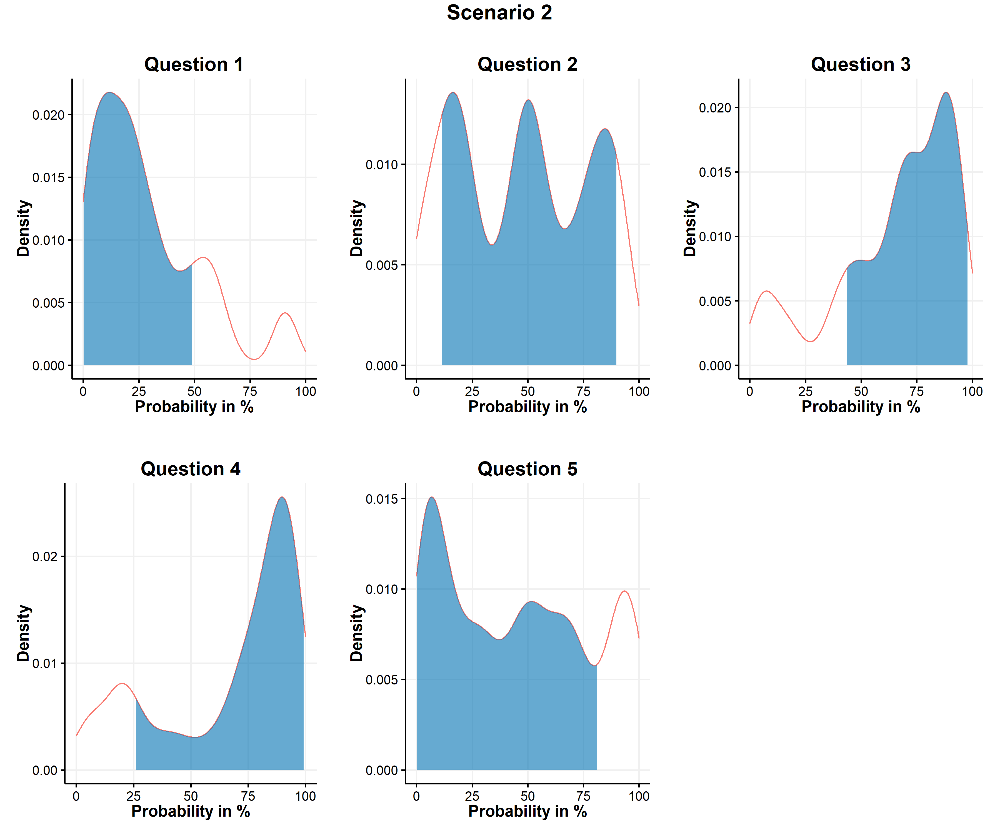 Scenario 2
Question 1
Density
0.020
0.015
0.010
0.005
0.000
0 25 50 75 100
Probability in %
Question 2
Density
0.010
0.005
0.000
0 25 50 75 100
Probability in %
Question 3
Density
0.020
0.015
0.010
0.005
0.000
0 25 50 75 100
Probability in %
Question 4
Density
0.02
0.01
0.00
0 25 50 75 100
Probability in %
Question 5
Density
0.015
0.010
0.005
0.000
0 25 50 75 100
Probability in %